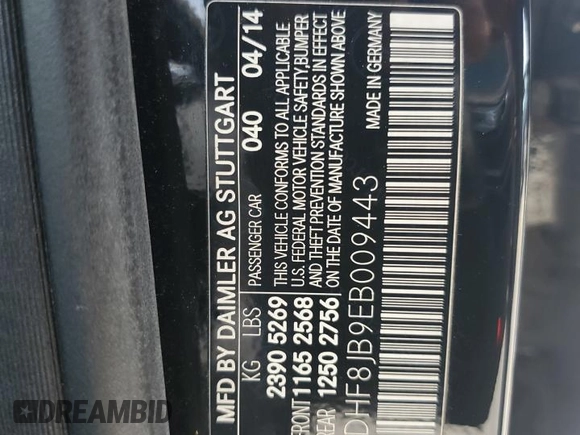 MFD BY DAIMLER AG STUTTGART
KG LBS PASSENGER CAR 040 04/14
2390 5269 THIS VEHICLE CONFORMS TO ALL APPLICABLE
U.S. FEDERAL MOTOR VEHICLE SAFETY,BUMPER
FRONT 1165 2568 AND THEFT PREVENTION STANDARDS IN EFFECT
REAR 1250 2756 ON THE DATE OF MANUFACTURE SHOWN ABOVE
MADE IN GERMANY
DHF8JB9EB009443
DREAMBID